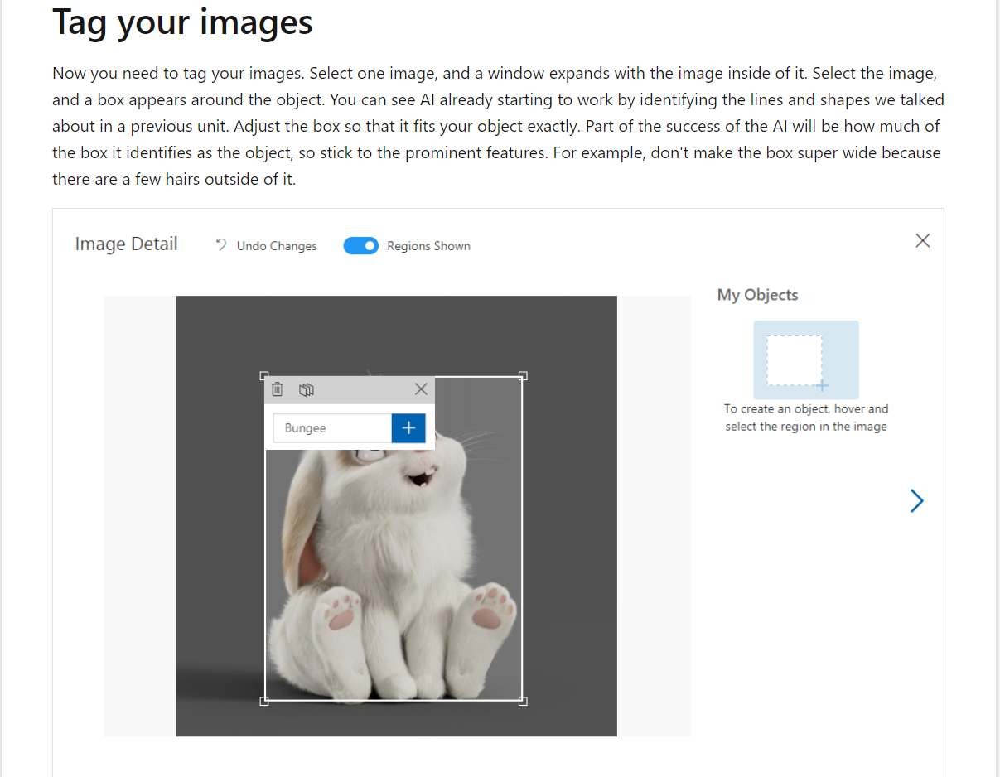 Tag your images
Now you need to tag your images. Select one image, and a window expands with the image inside of it. Select the image,
and a box appears around the object. You can see AI already starting to work by identifying the lines and shapes we talked
about in a previous unit. Adjust the box so that it fits your object exactly. Part of the success of the AI will be how much of
the box it identifies as the object, so stick to the prominent features. For example, don't make the box super wide because
there are a few hairs outside of it.
Image Detail
Undo Changes
Regions Shown
My Objects
To create an object, hover and
select the region in the image
Bungee